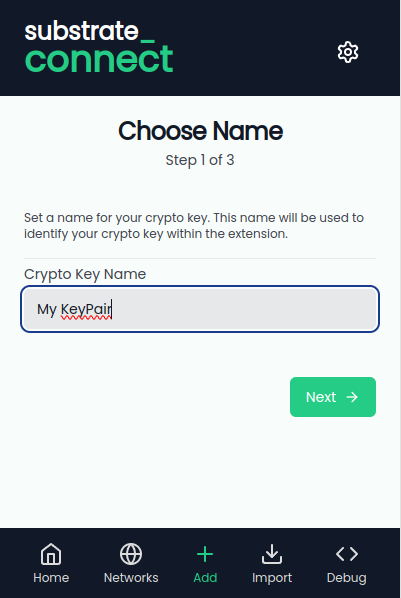 substrate_
connect
Choose Name
Step 1 of 3
Set a name for your crypto key. This name will be used to
identify your crypto key within the extension.
Crypto Key Name
My KeyPair
Next
Home Networks Add Import Debug